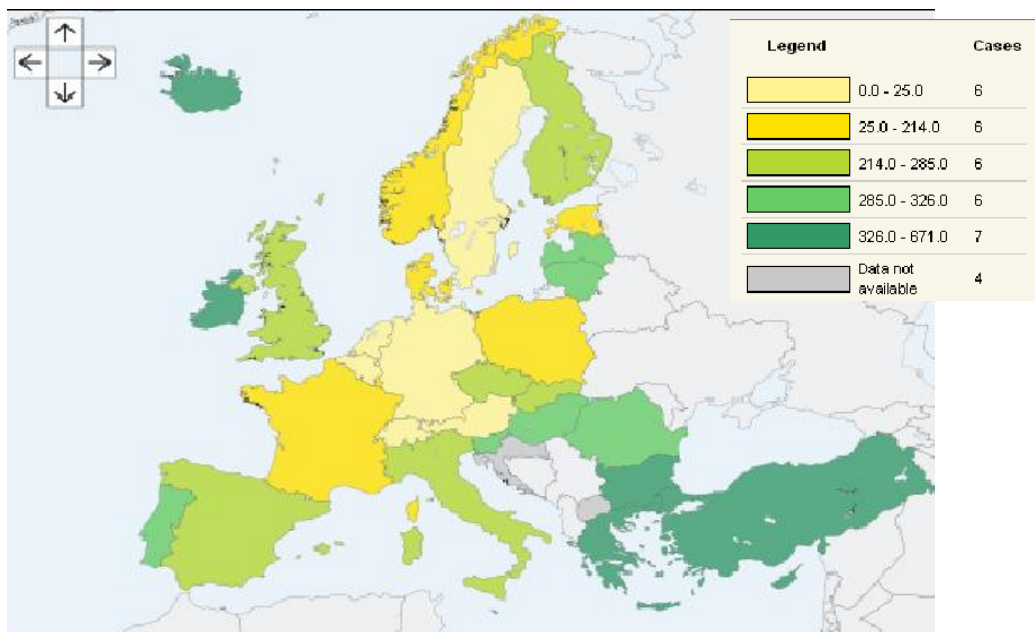 Legend Cases
0.0 - 25.0 6
25.0 - 214.0 6
214.0 - 285.0 6
285.0 - 326.0 6
326.0 - 671.0 7
Data not
available 4